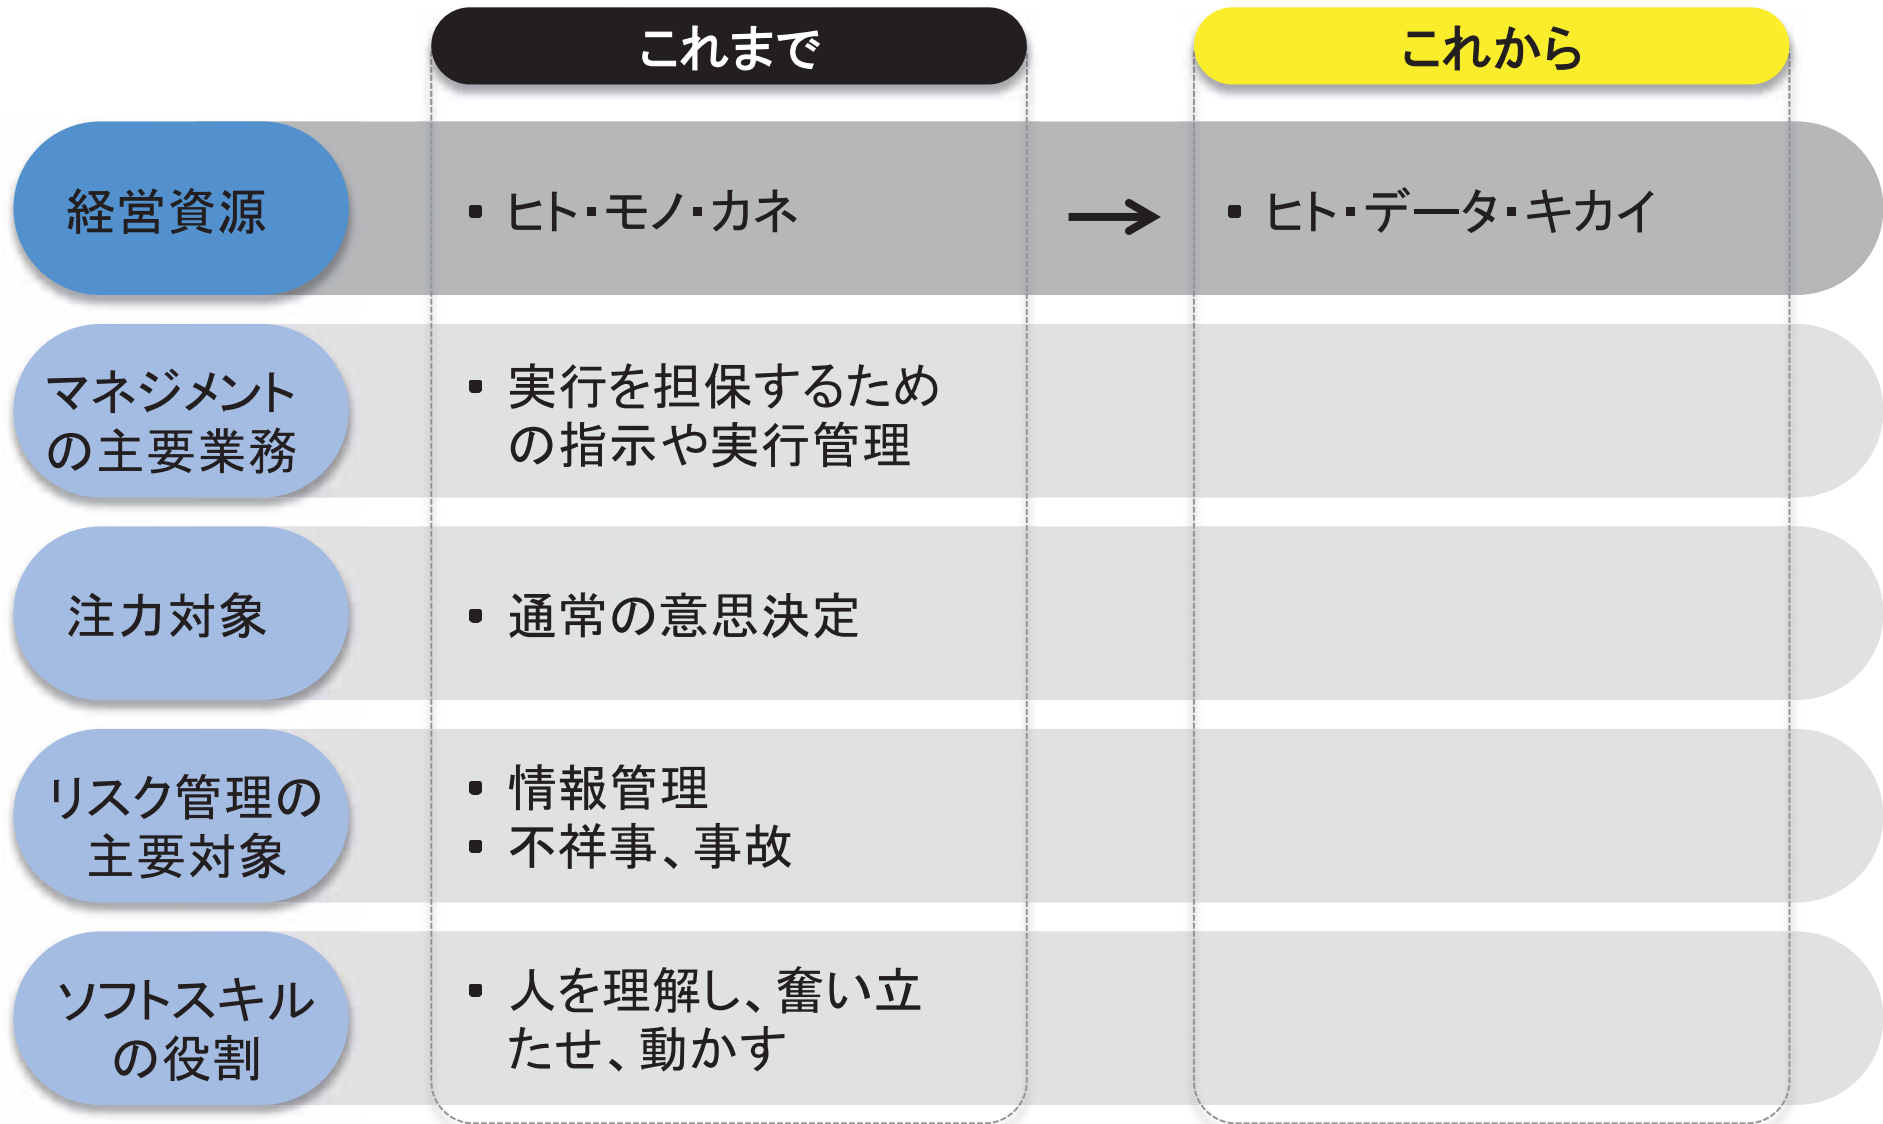 これまで
これから
経営資源
▪ ヒト・モノ・カネ
→
▪ ヒト・データ・キカイ
マネジメント
の主要業務
▪ 実行を担保するため
の指示や実行管理
注力対象
▪ 通常の意思決定
リスク管理の
主要対象
▪ 情報管理
▪ 不祥事、事故
ソフトスキル
の役割
▪ 人を理解し、奮い立
たせ、動かす